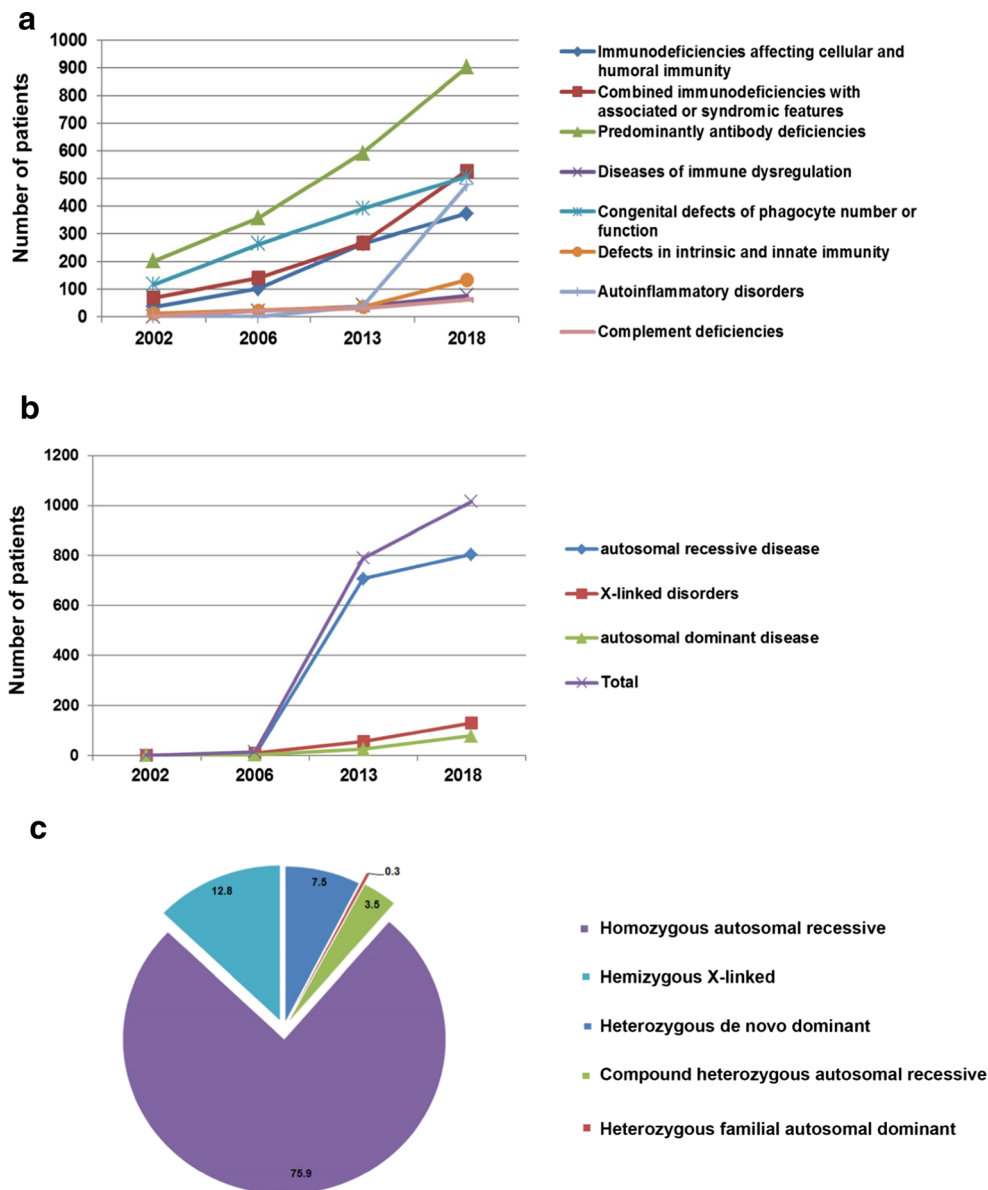 a
1000
900
800
700
600
500
400
300
200
100
0
Number of patients
2002 2006 2013 2018
Immunodeficiencies affecting cellular and
humoral immunity
Combined immunodeficiencies with
associated or syndromic features
Predominantly antibody deficiencies
Diseases of immune dysregulation
Congenital defects of phagocyte number or
function
Defects in intrinsic and innate immunity
Autoinflammatory disorders
Complement deficiencies
b
1200
1000
800
600
400
200
0
Number of patients
2002 2006 2013 2018
autosomal recessive disease
X-linked disorders
autosomal dominant disease
Total
c
12.8
7.5
0.3
3.5
75.9
Homozygous autosomal recessive
Hemizygous X-linked
Heterozygous de novo dominant
Compound heterozygous autosomal recessive
Heterozygous familial autosomal dominant